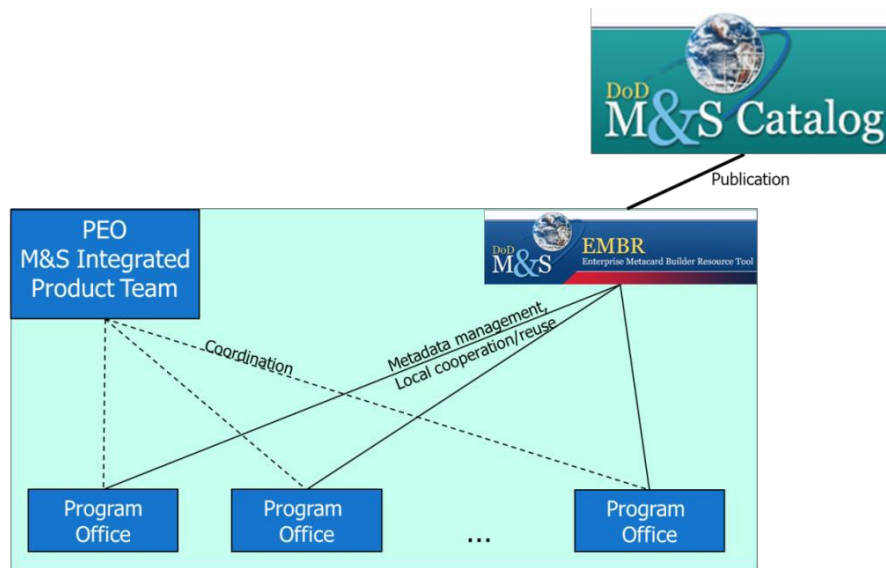 DoD
M&S Catalog
Publication
PEO
M&S Integrated
Product Team
DoD
M&S
EMBR
Enterprise Metacard Builder Resource Tool
Coordination
Metadata management,
Local cooperation/reuse
Program
Office
Program
Office
...
Program
Office